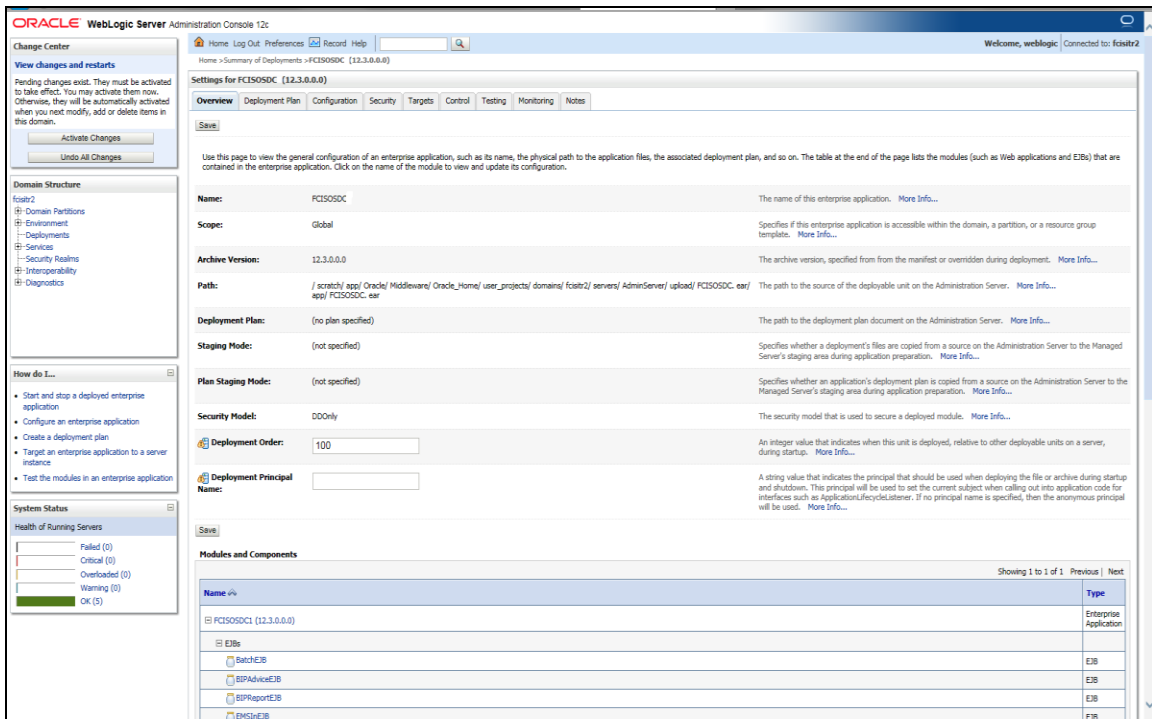 ORACLE WebLogic Server Administration Console 12c
Change Center
View changes and restarts
Pending changes exist. They must be activated
to take effect. You may activate them now.
Otherwise, they will be automatically activated
when you next modify, add or delete items in
this domain.
Activate Changes
Undo All Changes
Domain Structure
fcisitr2
Domain Partitions
Environment
Deployments
Services
Security Realms
Interoperability
Diagnostics
How do I...
Start and stop a deployed enterprise
application
Configure an enterprise application
Create a deployment plan
Target an enterprise application to a server
instance
Test the modules in an enterprise application
System Status
Health of Running Servers
Failed (0)
Critical (0)
Overloaded (0)
Warning (0)
OK (5)
Home Log Out Preferences Record Help
Welcome, weblogic Connected to: fcisitr2
Home >Summary of Deployments >FCISOSDC (12.3.0.0.0)
Settings for FCISOSDC (12.3.0.0.0)
Overview Deployment Plan Configuration Security Targets Control Testing Monitoring Notes
Save
Use this page to view the general configuration of an enterprise application, such as its name, the physical path to the application files, the associated deployment plan, and so on. The table at the end of the page lists the modules (such as Web applications and EJBs) that are
contained in the enterprise application. Click on the name of the module to view and update its configuration.
Name: FCISOSDC The name of this enterprise application. More Info...
Scope: Global Specifies if this enterprise application is accessible within the domain, a partition, or a resource group
template. More Info...
Archive Version: 12.3.0.0.0 The archive version, specified from from the manifest or overridden during deployment. More Info...
Path: / scratch/ app/ Oracle/ Middleware/ Oracle_Home/ user_projects/ domains/ fcisitr2/ servers/ AdminServer/ upload/ FCISOSDC. ear/ The path to the source of the deployable unit on the Administration Server. More Info...
app/ FCISOSDC. ear
Deployment Plan: (no plan specified) The path to the deployment plan document on the Administration Server. More Info...
Staging Mode: (not specified) Specifies whether a deployment's files are copied from a source on the Administration Server to the Managed
Server's staging area during application preparation. More Info...
Plan Staging Mode: (not specified) Specifies whether an application's deployment plan is copied from a source on the Administration Server to the
Managed Server's staging area during application preparation. More Info...
Security Model: DDOnly The security model that is used to secure a deployed module. More Info...
Deployment Order: 100 An integer value that indicates when this unit is deployed, relative to other deployable units on a server,
during startup. More Info...
Deployment Principal A string value that indicates the principal that should be used when deploying the file or archive during startup
Name: and shutdown. This principal will be used to set the current subject when calling out into application code for
interfaces such as ApplicationLifecycleListener. If no principal name is specified, then the anonymous principal
will be used. More Info...
Save
Modules and Components
Showing 1 to 1 of 1 Previous | Next
Name Type
FCISOSDC1 (12.3.0.0.0) Enterprise
Application
EJBs
BatchEJB EJB
BIPAdviceEJB EJB
BIPReportEJB EJB
EMSInEJB EJB